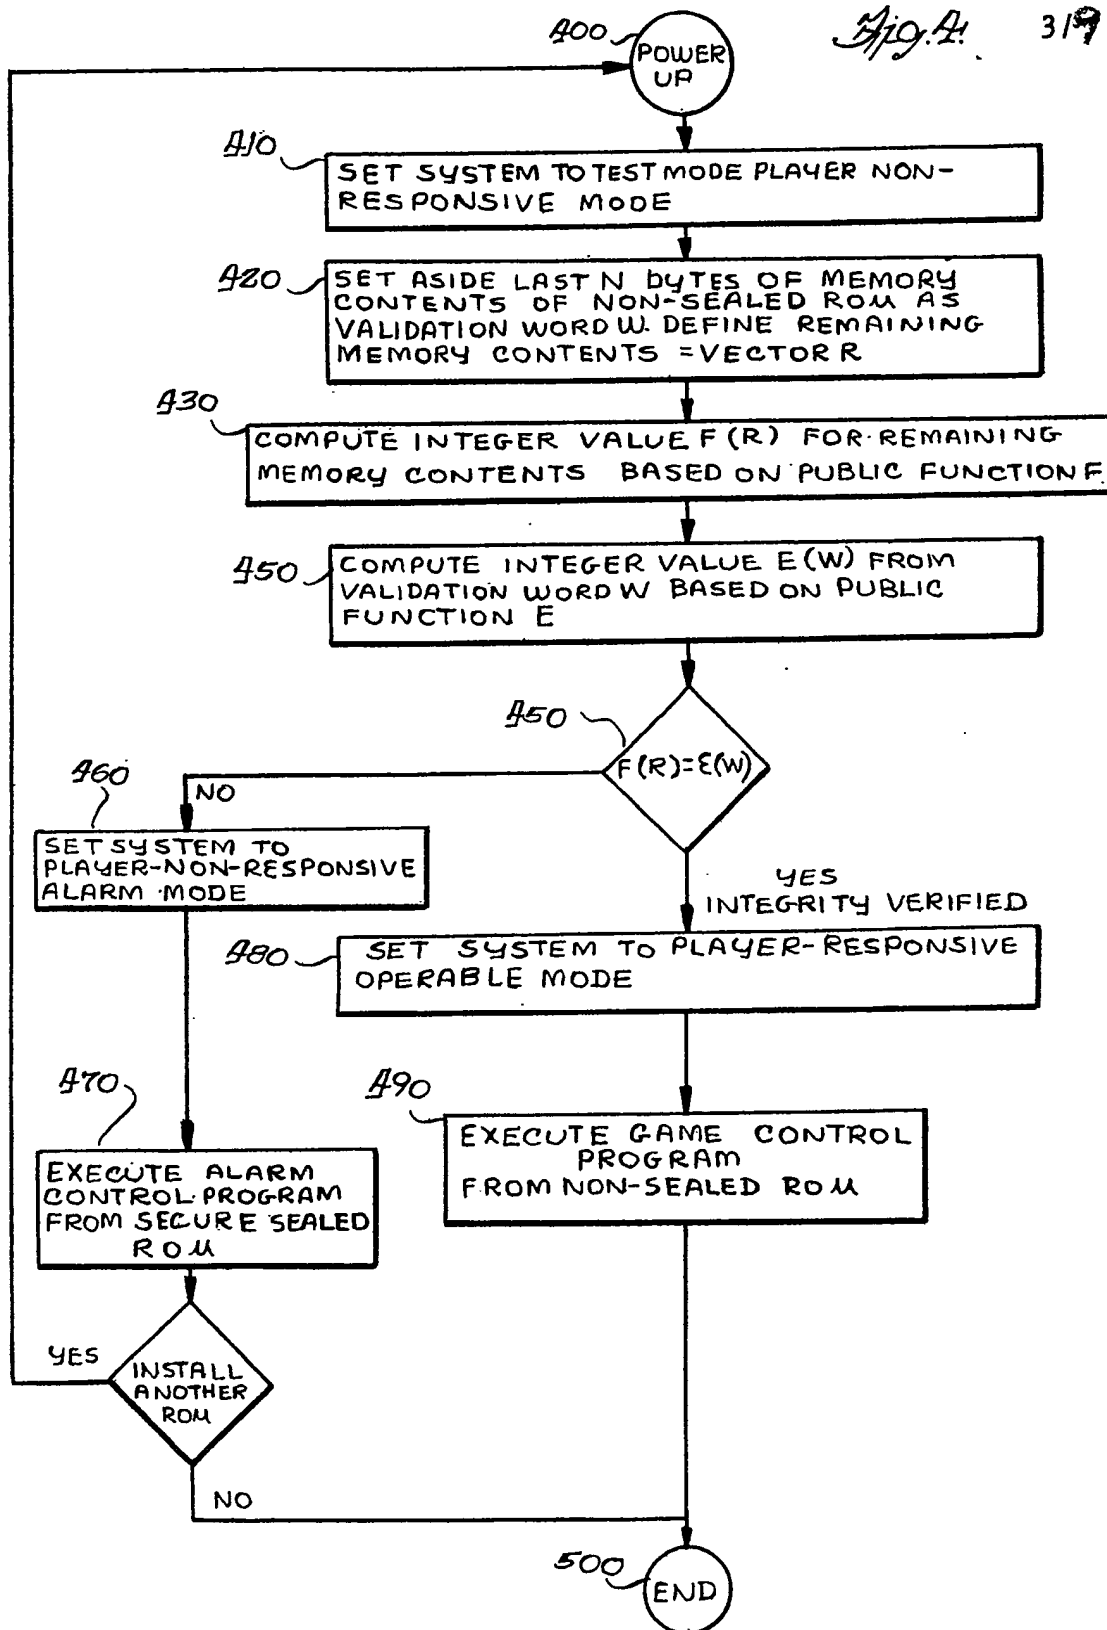 Fig. 4.
400
POWER
UP
410
SET SYSTEM TO TEST MODE PLAYER NON-
RESPONSIVE MODE
420
SET ASIDE LAST N BYTES OF MEMORY
CONTENTS OF NON-SEALED ROM AS
VALIDATION WORD W. DEFINE REMAINING
MEMORY CONTENTS = VECTOR R
430
COMPUTE INTEGER VALUE F(R) FOR REMAINING
MEMORY CONTENTS BASED ON PUBLIC FUNCTION F
450
COMPUTE INTEGER VALUE E(W) FROM
VALIDATION WORD W BASED ON PUBLIC
FUNCTION E
450
F(R)=E(W)
460
NO
SET SYSTEM TO
PLAYER-NON-RESPONSIVE
ALARM MODE
YES
INTEGRITY VERIFIED
480
SET SYSTEM TO PLAYER-RESPONSIVE
OPERABLE MODE
470
EXECUTE ALARM
CONTROL PROGRAM
FROM SECURE SEALED
ROM
490
EXECUTE GAME CONTROL
PROGRAM
FROM NON-SEALED ROM
YES
INSTALL
ANOTHER
ROM
NO
500
END